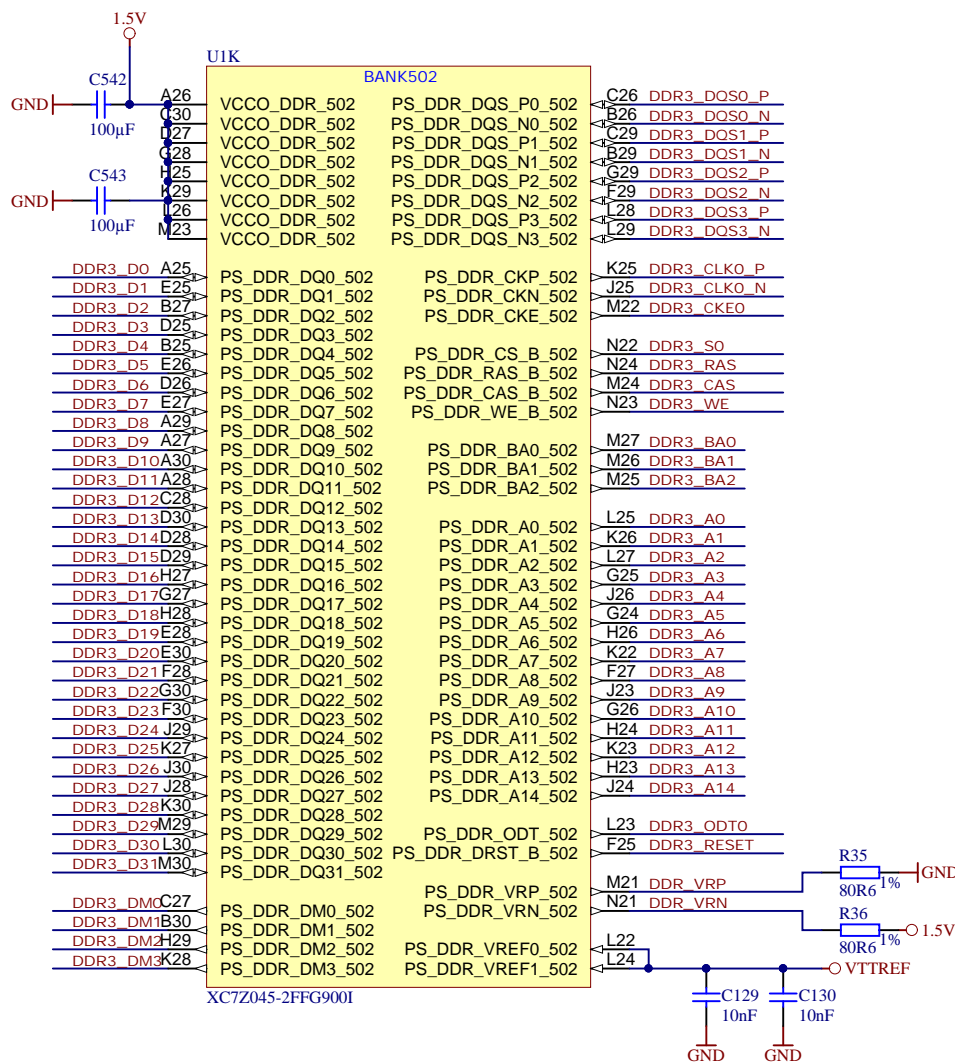 1.5V
U1K
BANK502
C542
GND
100µF
A26 VCCO_DDR_502 PS_DDR_DQS_P0_502 C26 DDR3_DQS0_P
C30 VCCO_DDR_502 PS_DDR_DQS_N0_502 B26 DDR3_DQS0_N
D27 VCCO_DDR_502 PS_DDR_DQS_P1_502 C29 DDR3_DQS1_P
G28 VCCO_DDR_502 PS_DDR_DQS_N1_502 B29 DDR3_DQS1_N
C543
GND
100µF
H25 VCCO_DDR_502 PS_DDR_DQS_P2_502 G29 DDR3_DQS2_P
K29 VCCO_DDR_502 PS_DDR_DQS_N2_502 F29 DDR3_DQS2_N
L26 VCCO_DDR_502 PS_DDR_DQS_P3_502 L28 DDR3_DQS3_P
M23 VCCO_DDR_502 PS_DDR_DQS_N3_502 L29 DDR3_DQS3_N
DDR3_D0 A25 PS_DDR_DQ0_502 PS_DDR_CKP_502 K25 DDR3_CLK0_P
DDR3_D1 E25 PS_DDR_DQ1_502 PS_DDR_CKN_502 J25 DDR3_CLK0_N
DDR3_D2 B27 PS_DDR_DQ2_502 PS_DDR_CKE_502 M22 DDR3_CKE0
DDR3_D3 D25 PS_DDR_DQ3_502
DDR3_D4 B25 PS_DDR_DQ4_502 PS_DDR_CS_B_502 N22 DDR3_S0
DDR3_D5 E26 PS_DDR_DQ5_502 PS_DDR_RAS_B_502 N24 DDR3_RAS
DDR3_D6 D26 PS_DDR_DQ6_502 PS_DDR_CAS_B_502 M24 DDR3_CAS
DDR3_D7 E27 PS_DDR_DQ7_502 PS_DDR_WE_B_502 N23 DDR3_WE
DDR3_D8 A29 PS_DDR_DQ8_502
DDR3_D9 A27 PS_DDR_DQ9_502 PS_DDR_BA0_502 M27 DDR3_BA0
DDR3_D10 A30 PS_DDR_DQ10_502 PS_DDR_BA1_502 M26 DDR3_BA1
DDR3_D11 A28 PS_DDR_DQ11_502 PS_DDR_BA2_502 M25 DDR3_BA2
DDR3_D12 C28 PS_DDR_DQ12_502
DDR3_D13 D30 PS_DDR_DQ13_502 PS_DDR_A0_502 L25 DDR3_A0
DDR3_D14 D28 PS_DDR_DQ14_502 PS_DDR_A1_502 K26 DDR3_A1
DDR3_D15 D29 PS_DDR_DQ15_502 PS_DDR_A2_502 L27 DDR3_A2
DDR3_D16 H27 PS_DDR_DQ16_502 PS_DDR_A3_502 G25 DDR3_A3
DDR3_D17 G27 PS_DDR_DQ17_502 PS_DDR_A4_502 J26 DDR3_A4
DDR3_D18 H28 PS_DDR_DQ18_502 PS_DDR_A5_502 G24 DDR3_A5
DDR3_D19 E28 PS_DDR_DQ19_502 PS_DDR_A6_502 H26 DDR3_A6
DDR3_D20 E30 PS_DDR_DQ20_502 PS_DDR_A7_502 K22 DDR3_A7
DDR3_D21 F28 PS_DDR_DQ21_502 PS_DDR_A8_502 F27 DDR3_A8
DDR3_D22 G30 PS_DDR_DQ22_502 PS_DDR_A9_502 J23 DDR3_A9
DDR3_D23 F30 PS_DDR_DQ23_502 PS_DDR_A10_502 G26 DDR3_A10
DDR3_D24 J29 PS_DDR_DQ24_502 PS_DDR_A11_502 H24 DDR3_A11
DDR3_D25 K27 PS_DDR_DQ25_502 PS_DDR_A12_502 K23 DDR3_A12
DDR3_D26 J30 PS_DDR_DQ26_502 PS_DDR_A13_502 H23 DDR3_A13
DDR3_D27 J28 PS_DDR_DQ27_502 PS_DDR_A14_502 J24 DDR3_A14
DDR3_D28 K30 PS_DDR_DQ28_502
DDR3_D29 M29 PS_DDR_DQ29_502 PS_DDR_ODT_502 L23 DDR3_ODT0
DDR3_D30 L30 PS_DDR_DQ30_502 PS_DDR_DRST_B_502 F25 DDR3_RESET
DDR3_D31 M30 PS_DDR_DQ31_502
R35
PS_DDR_VRP_502 M21 DDR_VRP 80R6 1% GND
DDR3_DM0 C27 PS_DDR_DM0_502 PS_DDR_VRN_502 N21 DDR_VRN
R36
DDR3_DM1 B30 PS_DDR_DM1_502 80R6 1% 1.5V
DDR3_DM2 H29 PS_DDR_DM2_502 PS_DDR_VREF0_502 L22
DDR3_DM3 K28 PS_DDR_DM3_502 PS_DDR_VREF1_502 L24 VTTREF
XC7Z045-2FFG900I
C129 C130
10nF 10nF
GND GND